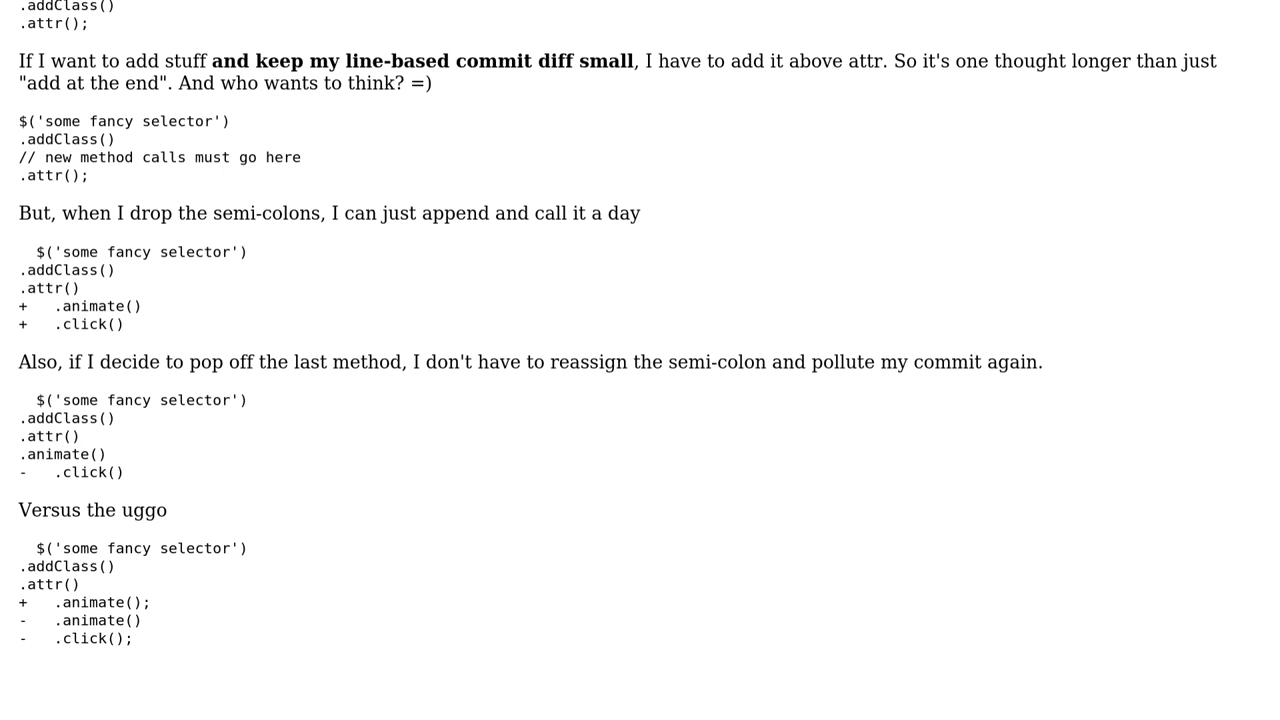 .addClass()
.attr();
If I want to add stuff and keep my line-based commit diff small, I have to add it above attr. So it's one thought longer than just
"add at the end". And who wants to think? =)
$('some fancy selector')
.addClass()
// new method calls must go here
.attr();
But, when I drop the semi-colons, I can just append and call it a day
  $('some fancy selector')
.addClass()
.attr()
+   .animate()
+   .click()
Also, if I decide to pop off the last method, I don't have to reassign the semi-colon and pollute my commit again.
  $('some fancy selector')
.addClass()
.attr()
.animate()
-   .click()
Versus the uggo
  $('some fancy selector')
.addClass()
.attr()
+   .animate();
-   .animate()
-   .click();